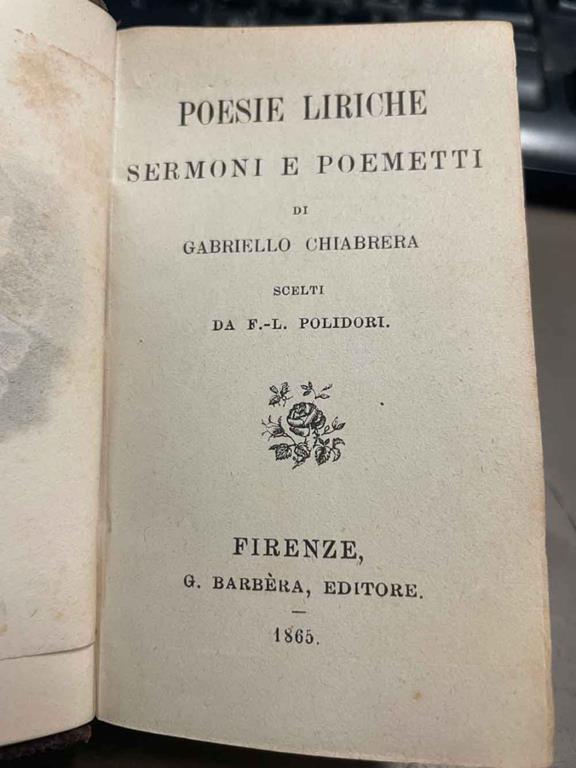 POESIE LIRICHE
SERMONI E POEMETTI
DI
GABRIELLO CHIABRERA
SCELTI
DA F.-L. POLIDORI.
FIRENZE,
G. BARBÈRA, EDITORE.
—
1865.